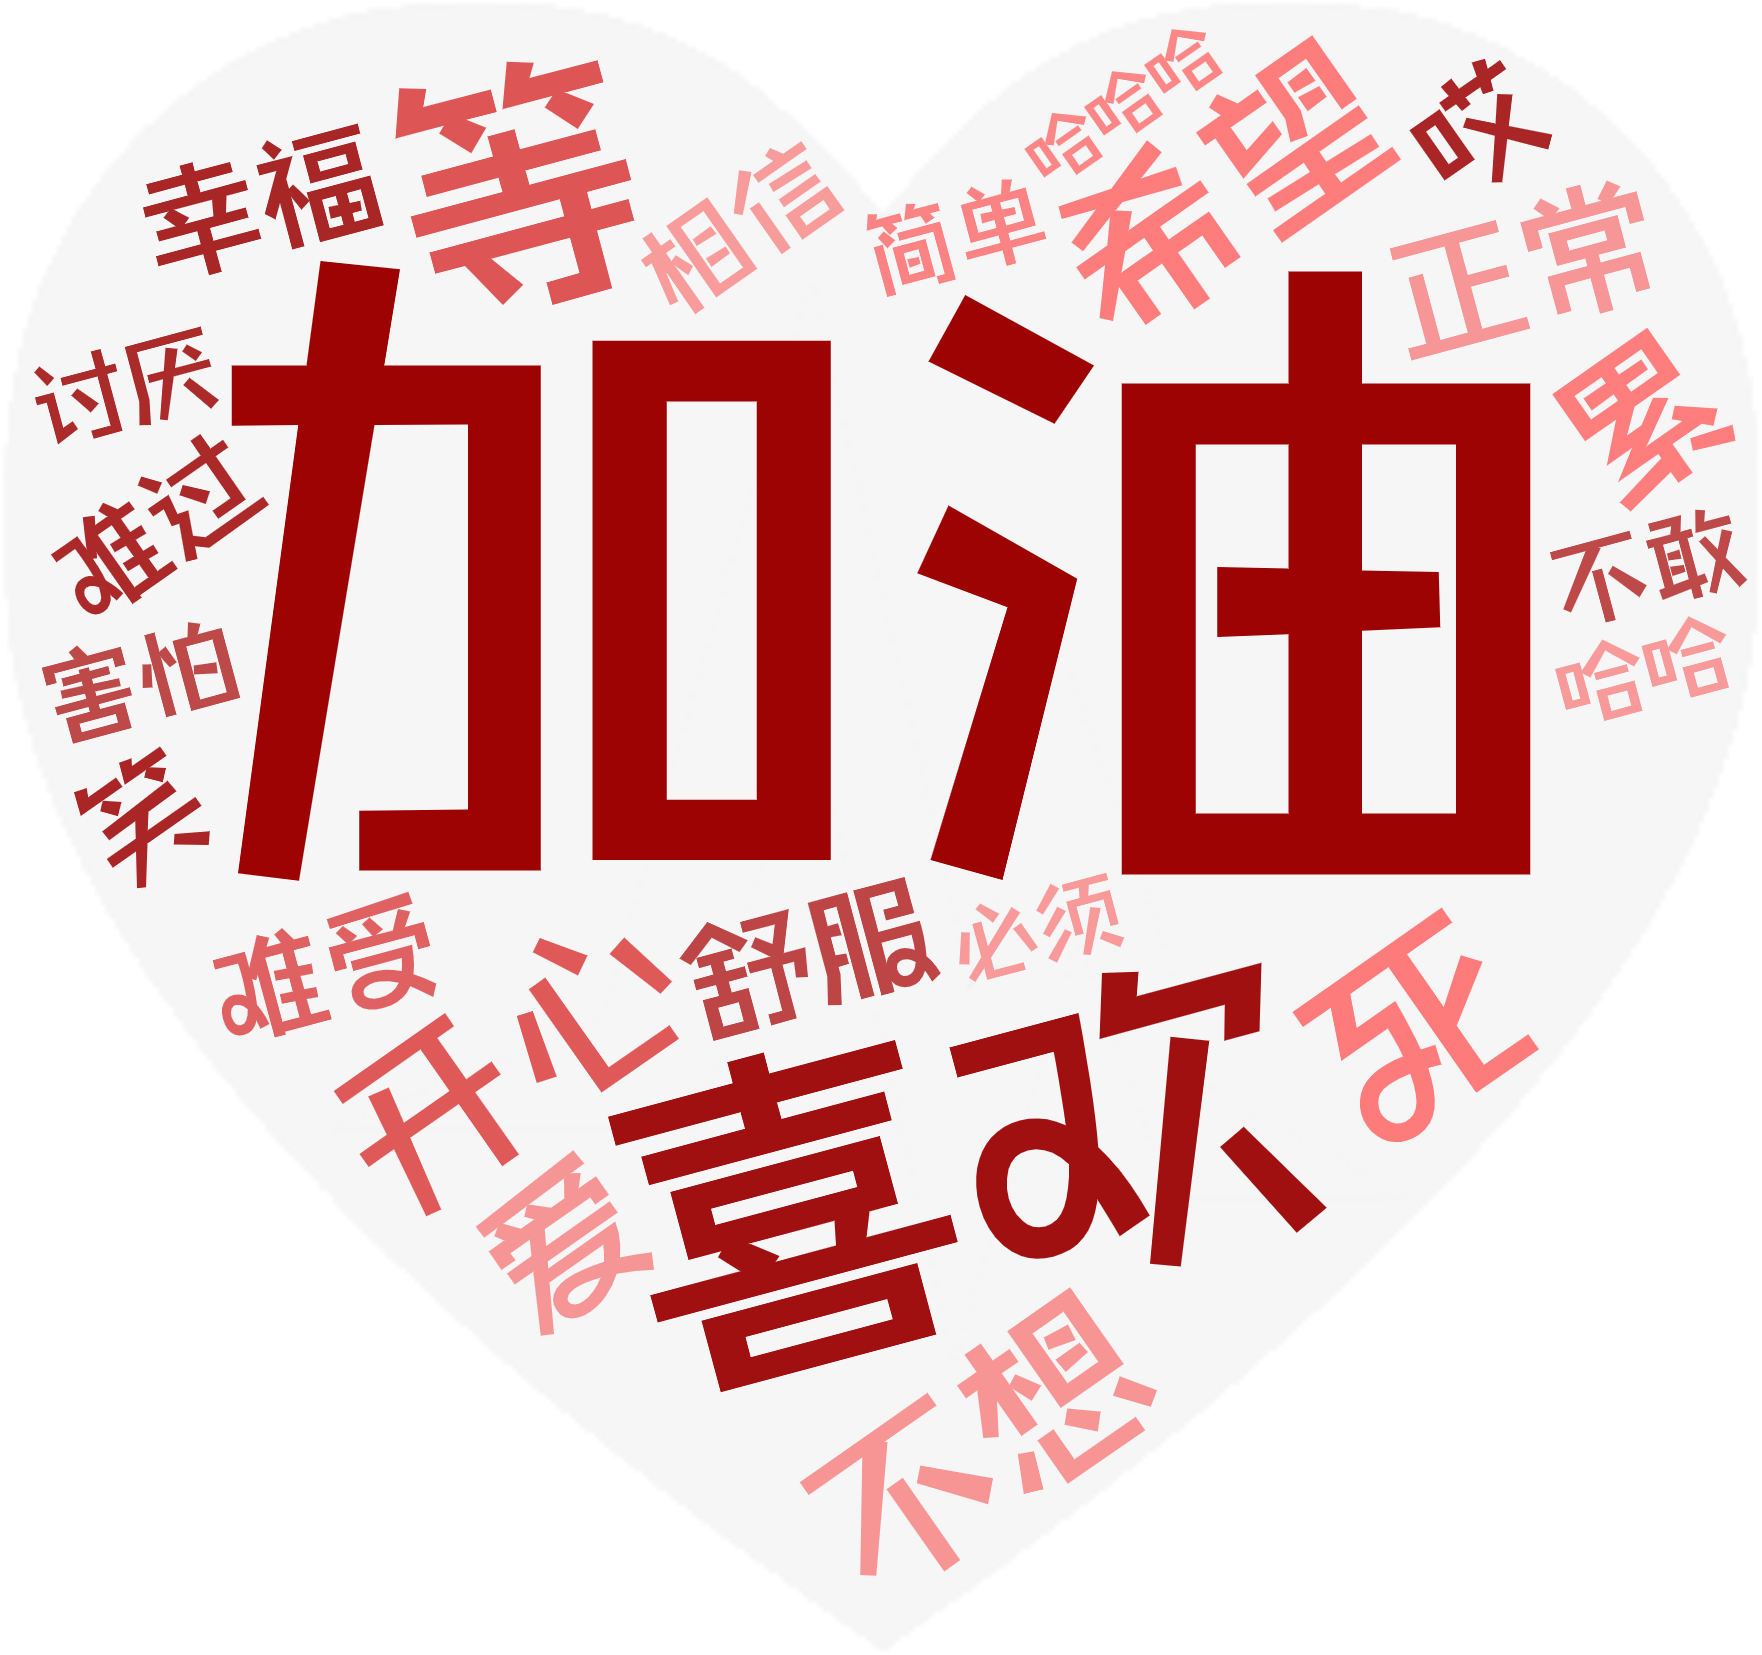 哈哈哈
希望
哎
等
幸福
相信
简单
正常
加油
讨厌
累
难过
不敢
害怕
哈哈
笑
难受
开心
舒服
必须
喜欢
死
爱
不想